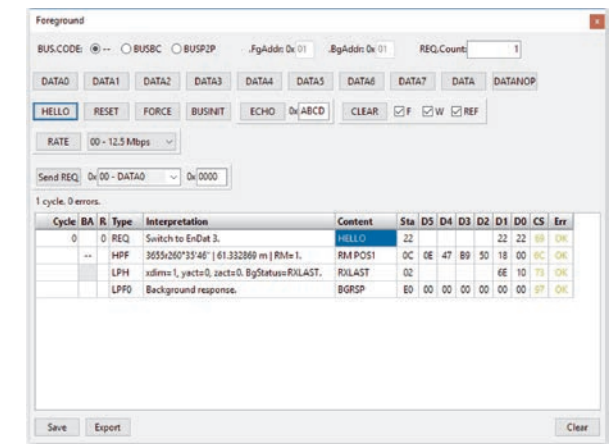 Foreground
BUS.CODE: -- BUSBC BUSP2P .FgAddr: 0x 01 .BgAddr: 0x 01 REQ.Count: 1
DATA0 DATA1 DATA2 DATA3 DATA4 DATA5 DATA6 DATA7 DATA DATANOP
HELLO RESET FORCE BUSINIT ECHO 0x ABCD CLEAR F W REF
RATE 00 - 12.5 Mbps
Send REQ 0x 00 - DATA0 0x 0000
1 cycle. 0 errors.
Cycle BA R Type Interpretation Content Sta D5 D4 D3 D2 D1 D0 CS Err
0 0 REQ Switch to EnDat 3. HELLO 22 22 22 69 OK
-- HPF 3655r260°35'46" | 61.332869 m | RM=1. RM POS1 0C 0E 47 B9 50 18 00 6C OK
LPH xdim=1, yact=0, zact=0. BgStatus=RXLAST. RXLAST 02 6E 10 73 OK
LPF0 Background response. BGRSP E0 00 00 00 00 00 00 57 OK
Save Export Clear